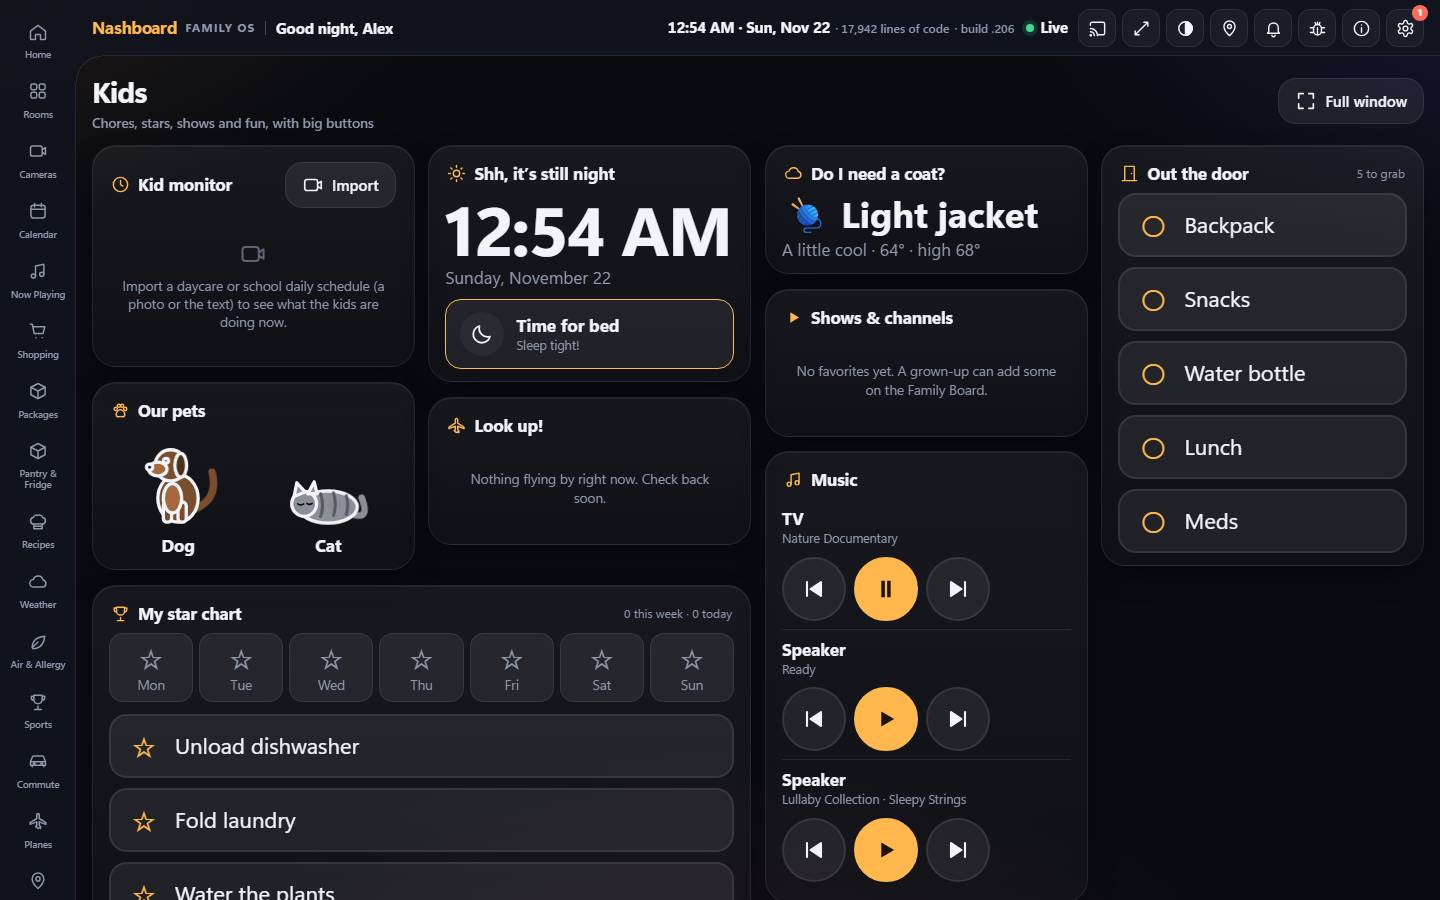 Nashboard FAMILY OS Good night, Alex
12:54 AM · Sun, Nov 22 · 17,942 lines of code · build .206 Live
1
Home
Rooms
Cameras
Calendar
Now Playing
Shopping
Packages
Pantry &
Fridge
Recipes
Weather
Air & Allergy
Sports
Commute
Planes
Kids
Chores, stars, shows and fun, with big buttons
Full window
Kid monitor
Import
Import a daycare or school daily schedule (a
photo or the text) to see what the kids are
doing now.
Our pets
Dog
Cat
Shh, it's still night
12:54 AM
Sunday, November 22
Time for bed
Sleep tight!
Look up!
Nothing flying by right now. Check back
soon.
My star chart
0 this week · 0 today
Mon
Tue
Wed
Thu
Fri
Sat
Sun
Unload dishwasher
Fold laundry
Water the plants
Do I need a coat?
Light jacket
A little cool · 64° · high 68°
Shows & channels
No favorites yet. A grown-up can add some
on the Family Board.
Music
TV
Nature Documentary
Speaker
Ready
Speaker
Lullaby Collection · Sleepy Strings
Out the door
5 to grab
Backpack
Snacks
Water bottle
Lunch
Meds